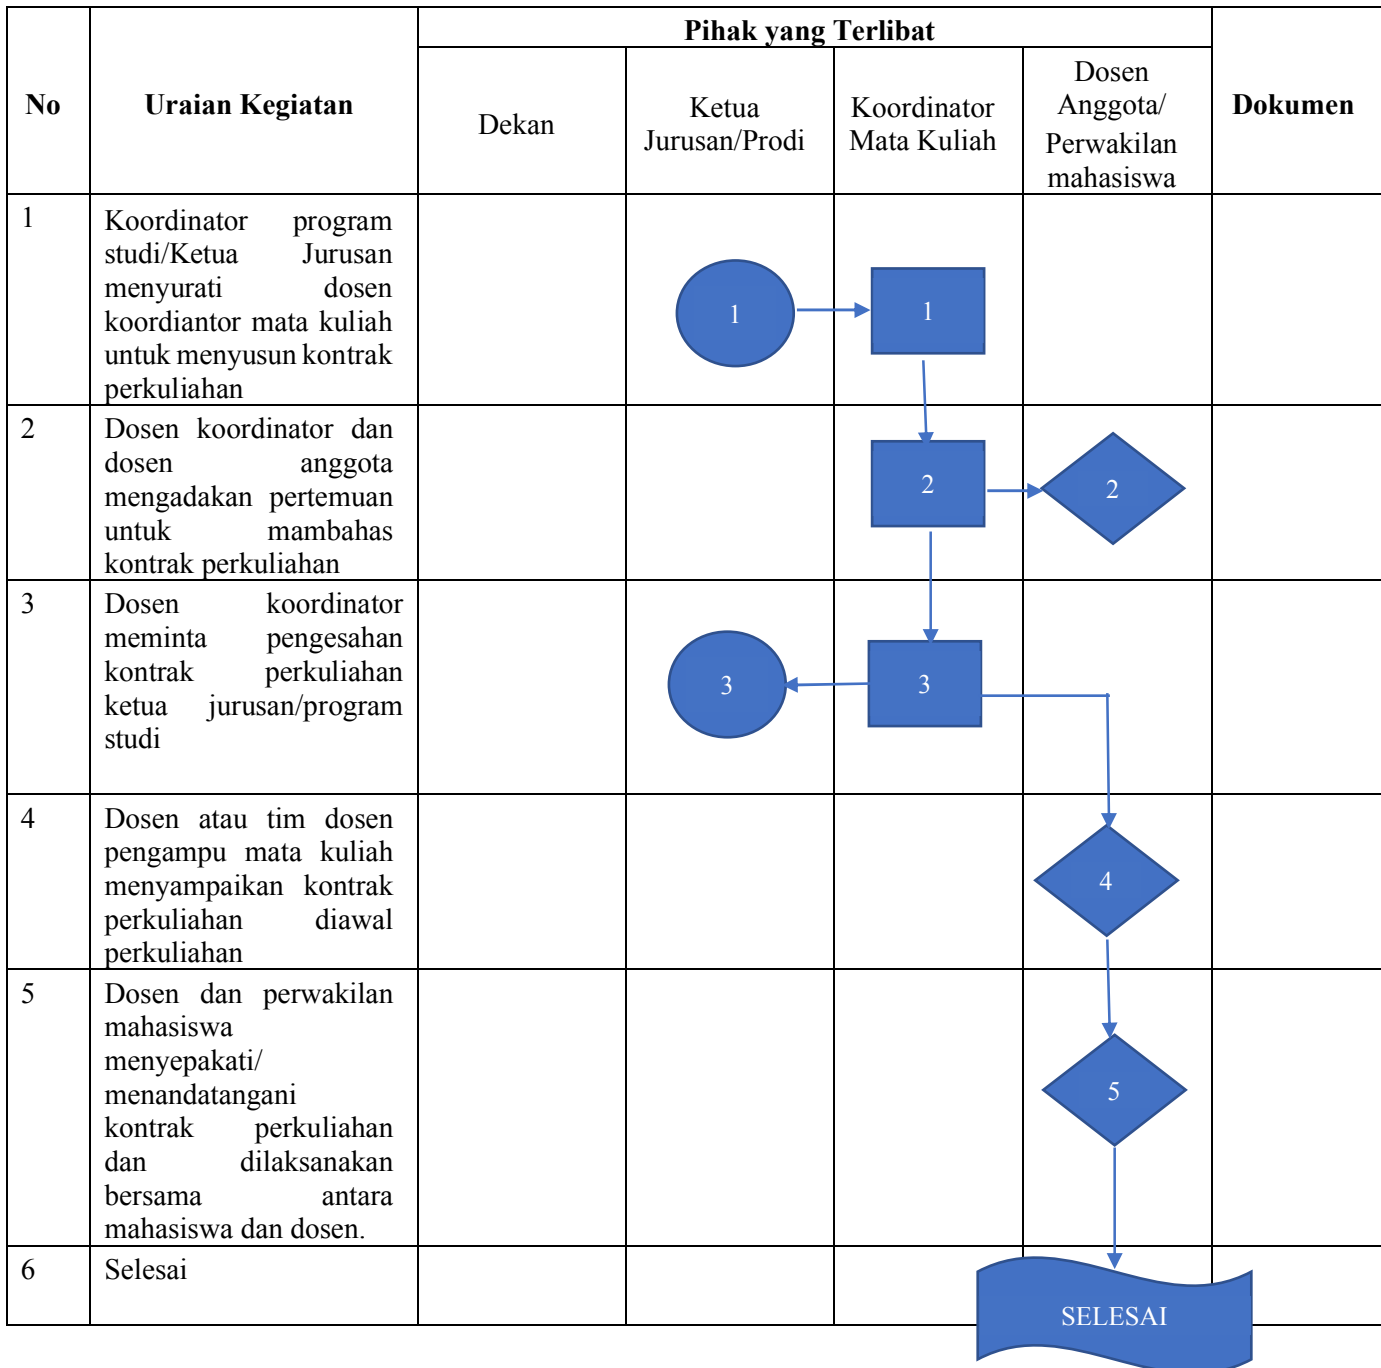 No
Uraian Kegiatan
Pihak yang Terlibat
Dokumen
Dekan
Ketua
Jurusan/Prodi
Koordinator
Mata Kuliah
Dosen
Anggota/
Perwakilan
mahasiswa
1
Koordinator program
studi/Ketua Jurusan
menyurati dosen
koordiantor mata kuliah
untuk menyusun kontrak
perkuliahan
1
1
2
Dosen koordinator dan
dosen anggota
mengadakan pertemuan
untuk mambahas
kontrak perkuliahan
2
2
3
Dosen koordinator
meminta pengesahan
kontrak perkuliahan
ketua jurusan/program
studi
3
3
4
Dosen atau tim dosen
pengampu mata kuliah
menyampaikan kontrak
perkuliahan diawal
perkuliahan
4
5
Dosen dan perwakilan
mahasiswa
menyepakati/
menandatangani
kontrak perkuliahan
dan dilaksanakan
bersama antara
mahasiswa dan dosen.
5
6
Selesai
SELESAI